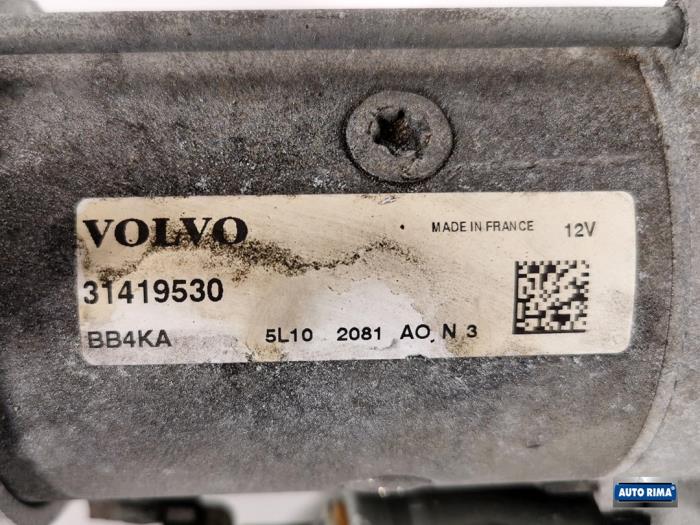 VOLVO MADE IN FRANCE 12V
31419530
BB4KA 5L10 2081 AO N 3
AUTO RIMA